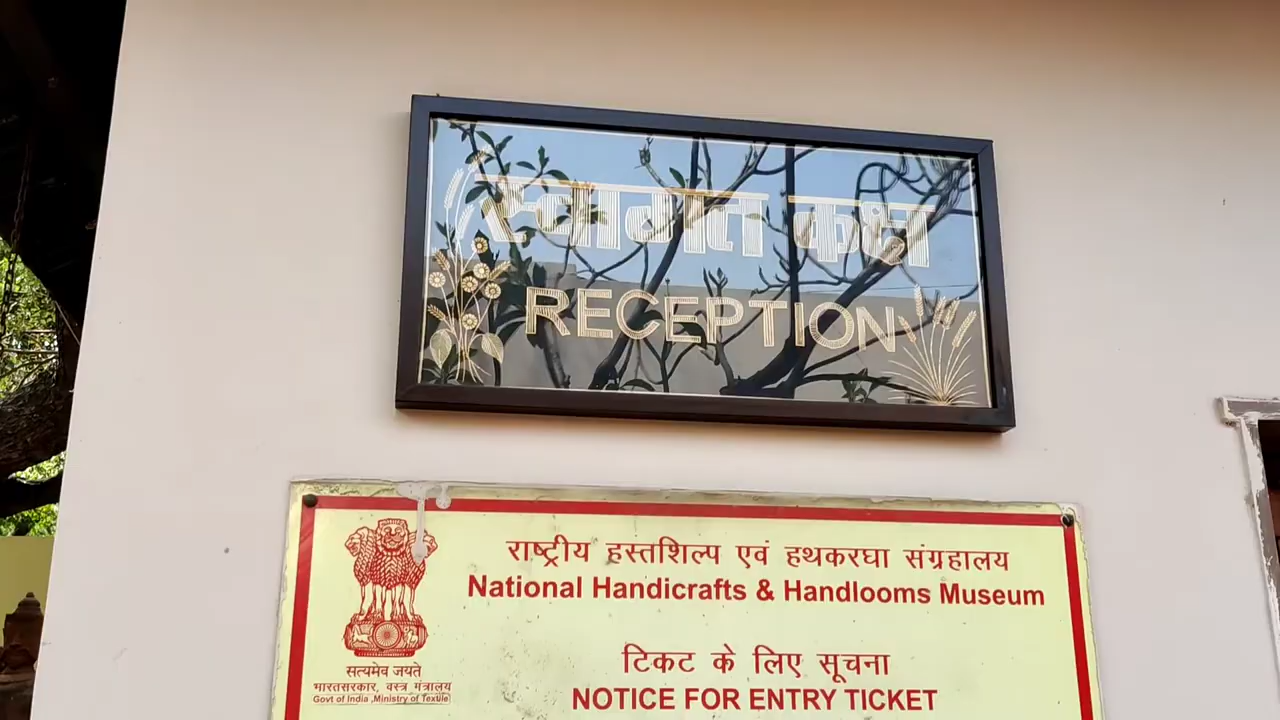 स्वागत कक्ष
RECEPTION
राष्ट्रीय हस्तशिल्प एवं हथकरघा संग्रहालय
National Handicrafts & Handlooms Museum
सत्यमेव जयते
भारतसरकार, वस्त्र मंत्रालय
Govt of India ,Ministry of Textile
टिकट के लिए सूचना
NOTICE FOR ENTRY TICKET